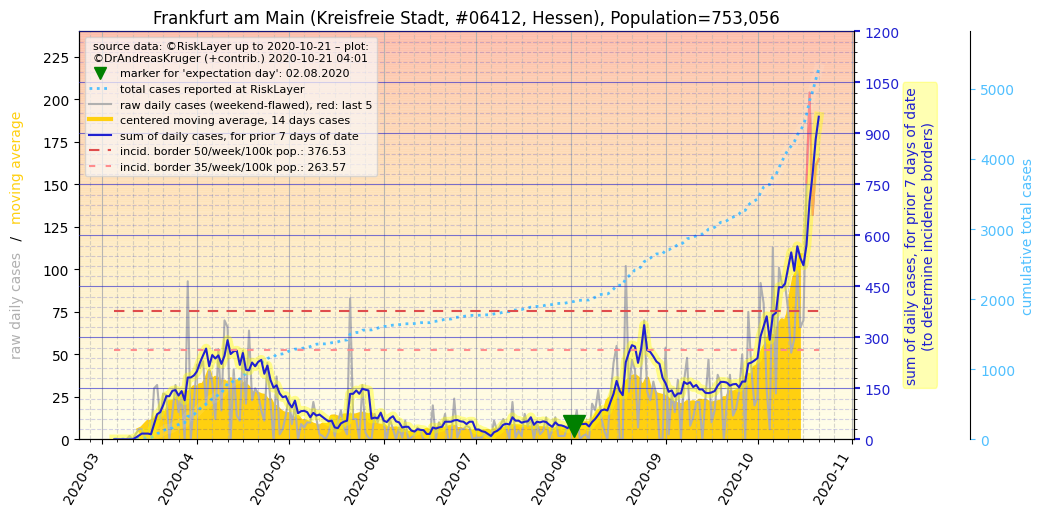 Frankfurt am Main (Kreisfreie Stadt, #06412, Hessen), Population=753,056
source data: ©RiskLayer up to 2020-10-21 – plot:
©DrAndreasKruger (+contrib.) 2020-10-21 04:01
marker for 'expectation day': 02.08.2020
total cases reported at RiskLayer
raw daily cases (weekend-flawed), red: last 5
centered moving average, 14 days cases
sum of daily cases, for prior 7 days of date
incid. border 50/week/100k pop.: 376.53
incid. border 35/week/100k pop.: 263.57
raw daily cases / moving average
225
200
175
150
125
100
75
50
25
0
1200
1050
900
750
600
450
300
150
0
sum of daily cases, for prior 7 days of date
(to determine incidence borders)
5000
4000
3000
2000
1000
0
cumulative total cases
2020-03
2020-04
2020-05
2020-06
2020-07
2020-08
2020-09
2020-10
2020-11